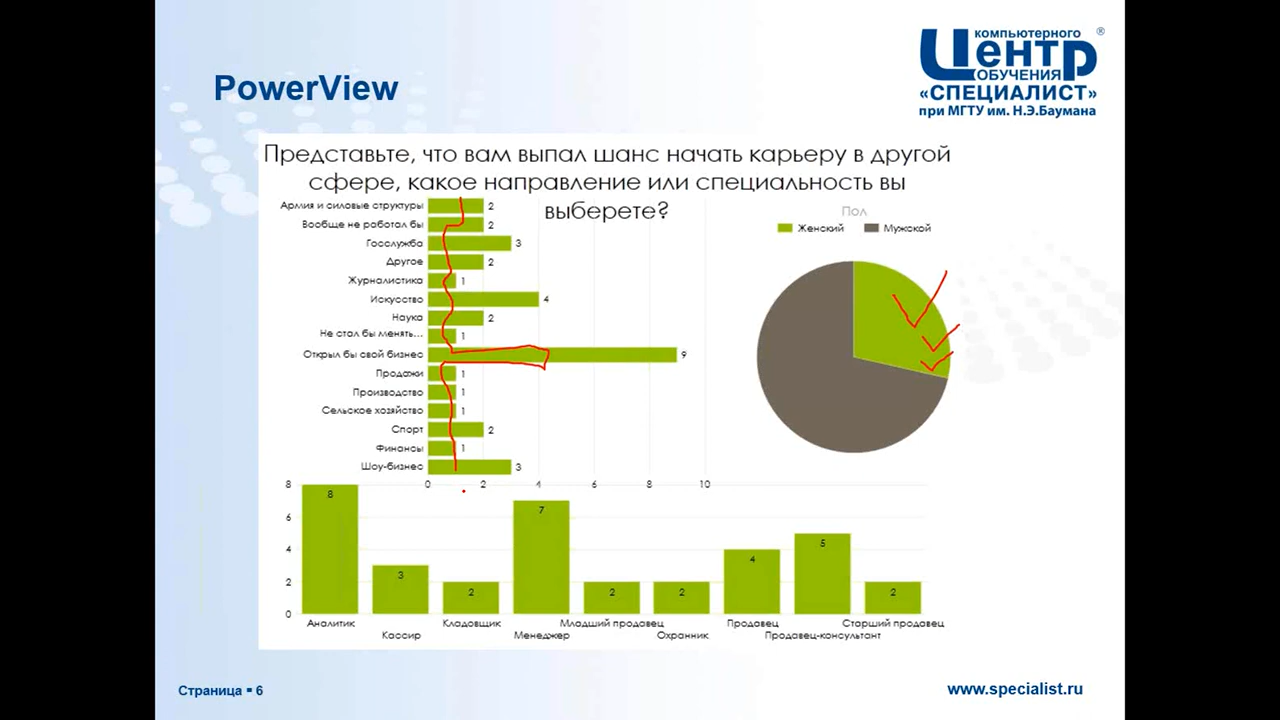 PowerView
компьютерного
Центр
®
ОБУЧЕНИЯ
«СПЕЦИАЛИСТ»
при МГТУ им. Н.Э.Баумана
Представьте, что вам выпал шанс начать карьеру в другой
сфере, какое направление или специальность вы
выберете?
Армия и силовые структуры 2
Вообще не работал бы 2
Госслужба 3
Другое 2
Журналистика 1
Искусство 4
Наука 2
Не стал бы менять... 1
Открыл бы свой бизнес 9
Продажи 1
Производство 1
Сельское хозяйство 1
Спорт 2
Финансы 1
Шоу-бизнес 3
0 2 4 6 8 10
Пол
Женский Мужской
8
6
4
2
0
8 3 2 7 2 2 4 5 2
Аналитик Кладовщик Младший продавец Продавец Старший продавец
Кассир Менеджер Охранник Продавец-консультант
Страница ▪ 6
www.specialist.ru